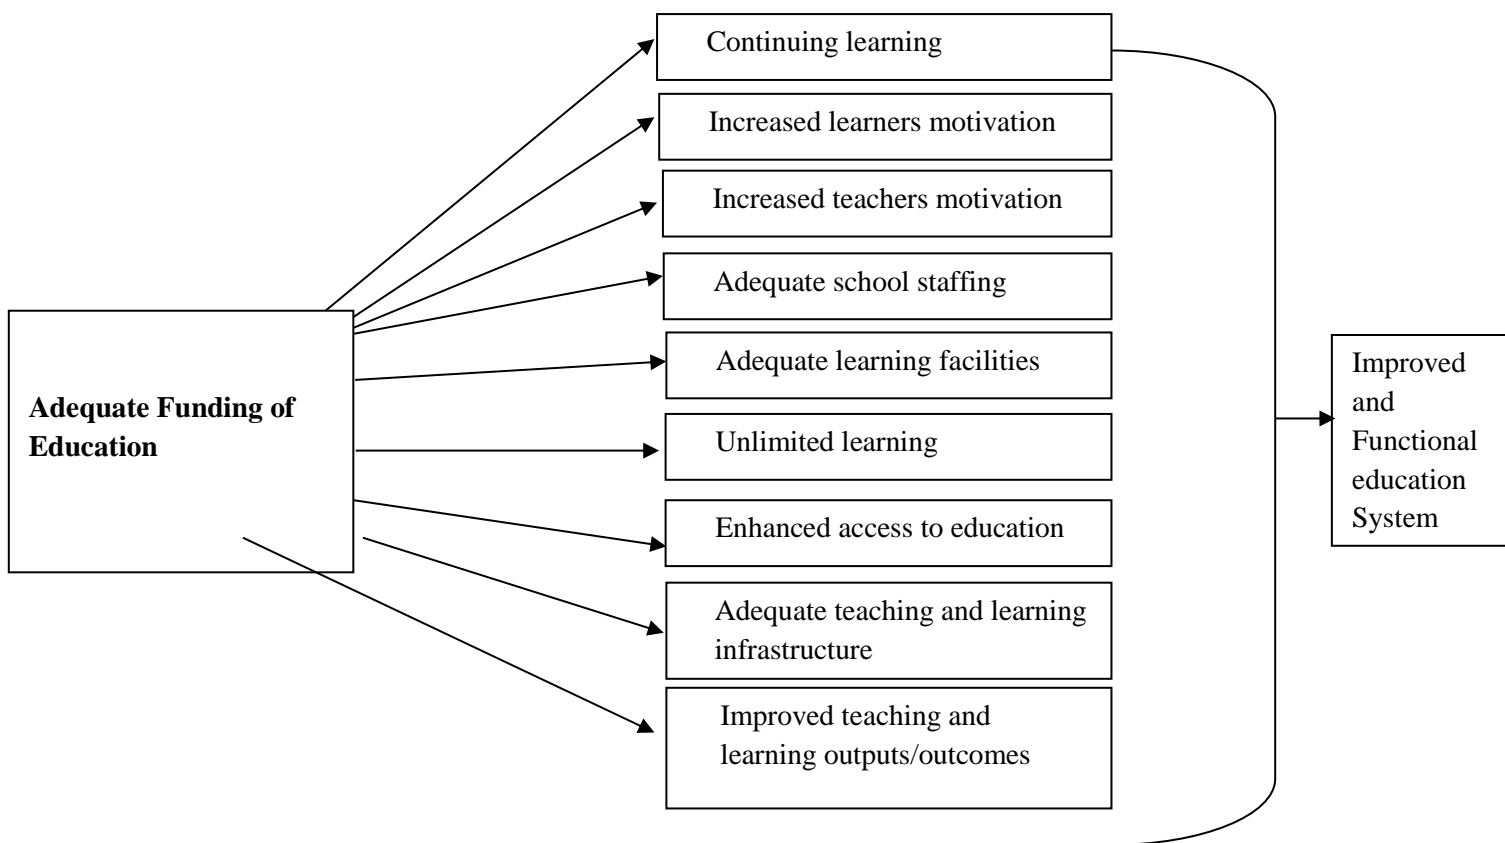 Continuing learning
Increased learners motivation
Increased teachers motivation
Adequate school staffing
Adequate Funding of
Education
Adequate learning facilities
Unlimited learning
Enhanced access to education
Adequate teaching and learning
infrastructure
Improved teaching and
learning outputs/outcomes
Improved
and
Functional
education
System